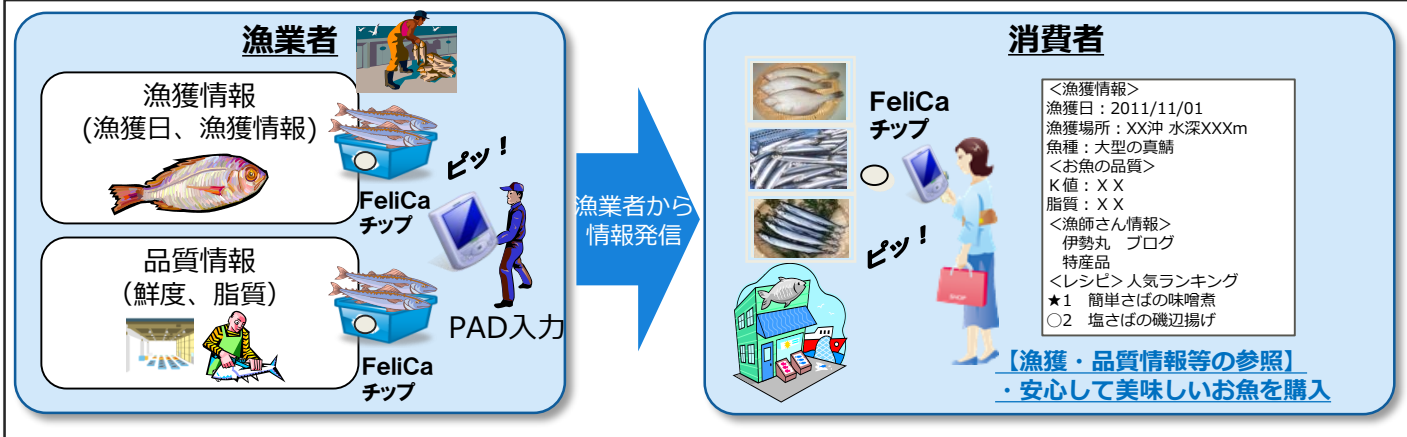 漁業者
漁獲情報
(漁獲日、漁獲情報)
FeliCa
チップ
ピッ！
品質情報
(鮮度、脂質)
FeliCa
チップ
PAD入力
漁業者から
情報発信
消費者
FeliCa
チップ
ピッ！
SHOP
＜漁獲情報＞
漁獲日：2011/11/01
漁獲場所：XX沖 水深XXXm
魚種：大型の真鯖
＜お魚の品質＞
K値：ＸＸ
脂質：ＸＸ
＜漁師さん情報＞
伊勢丸　ブログ
特産品
＜レシピ＞人気ランキング
★1　簡単さばの味噌煮
○2　塩さばの磯辺揚げ
【漁獲・品質情報等の参照】
・安心して美味しいお魚を購入